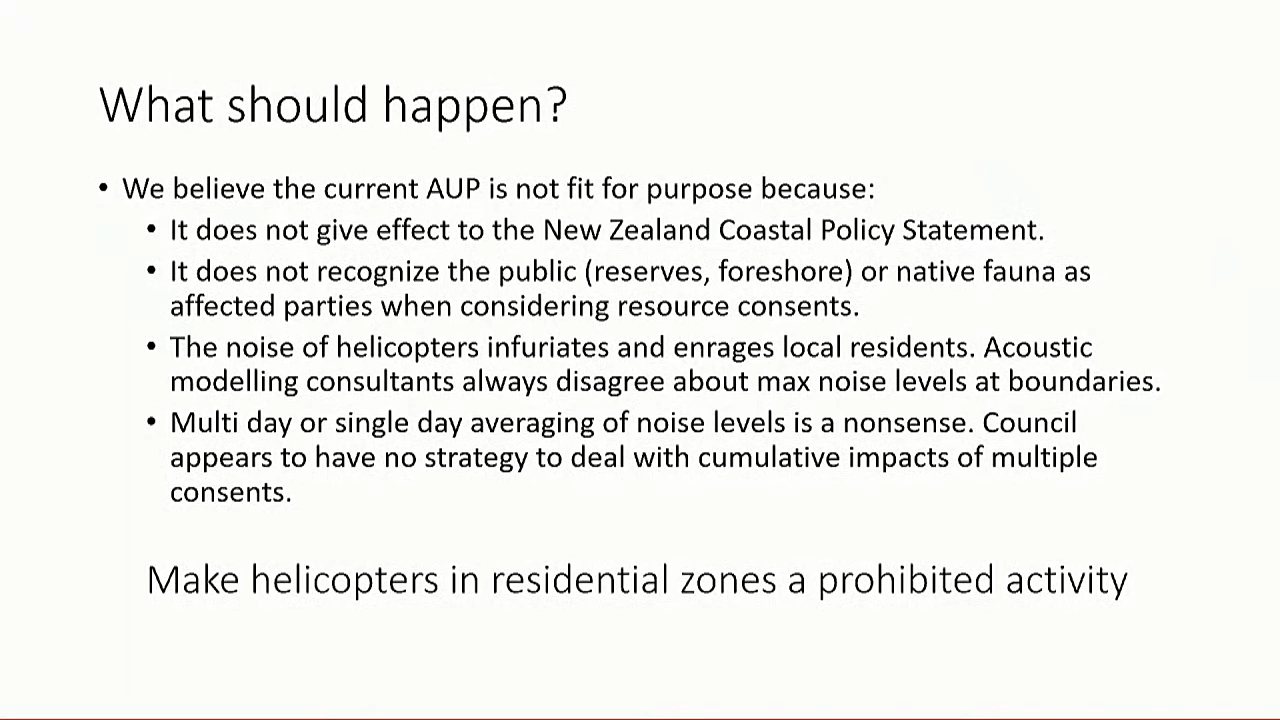 What should happen?
• We believe the current AUP is not fit for purpose because:
• It does not give effect to the New Zealand Coastal Policy Statement.
• It does not recognize the public (reserves, foreshore) or native fauna as
affected parties when considering resource consents.
• The noise of helicopters infuriates and enrages local residents. Acoustic
modelling consultants always disagree about max noise levels at boundaries.
• Multi day or single day averaging of noise levels is a nonsense. Council
appears to have no strategy to deal with cumulative impacts of multiple
consents.
Make helicopters in residential zones a prohibited activity